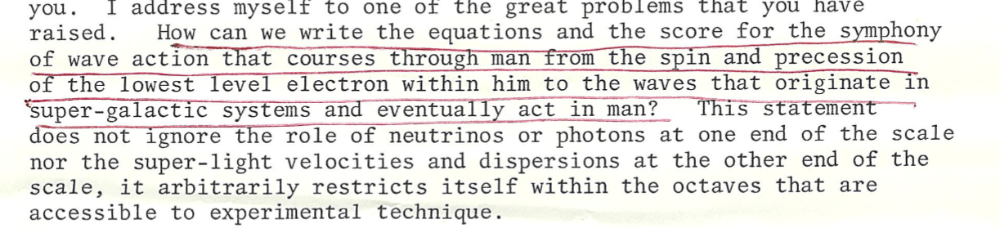 you.  I address myself to one of the great problems that you have
raised.  How can we write the equations and the score for the symphony
of wave action that courses through man from the spin and precession
of the lowest level electron within him to the waves that originate in
super-galactic systems and eventually act in man?  This statement
does not ignore the role of neutrinos or photons at one end of the scale
nor the super-light velocities and dispersions at the other end of the
scale, it arbitrarily restricts itself within the octaves that are
accessible to experimental technique.